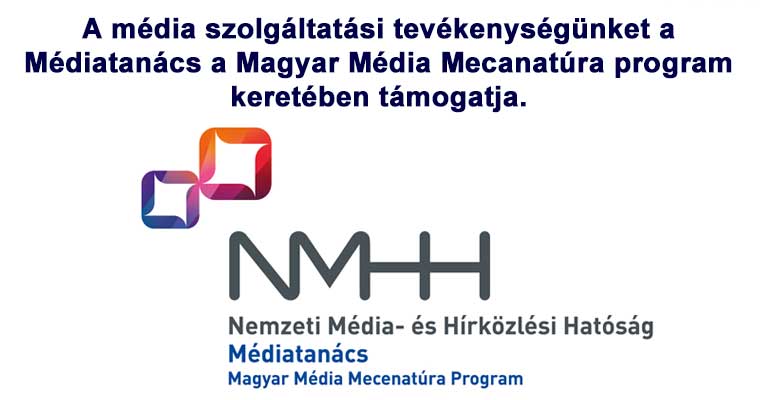 A média szolgáltatási tevékenységünket a
Médiatanács a Magyar Média Mecanatúra program
keretében támogatja.
NMHH
Nemzeti Média- és Hírközlési Hatóság
Médiatanács
Magyar Média Mecenatúra Program